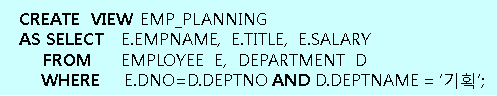 CREATE VIEW EMP_PLANNING
AS SELECT E.EMPNAME, E.TITLE, E.SALARY
FROM EMPLOYEE E, DEPARTMENT D
WHERE E.DNO=D.DEPTNO AND D.DEPTNAME = ‘기획’;